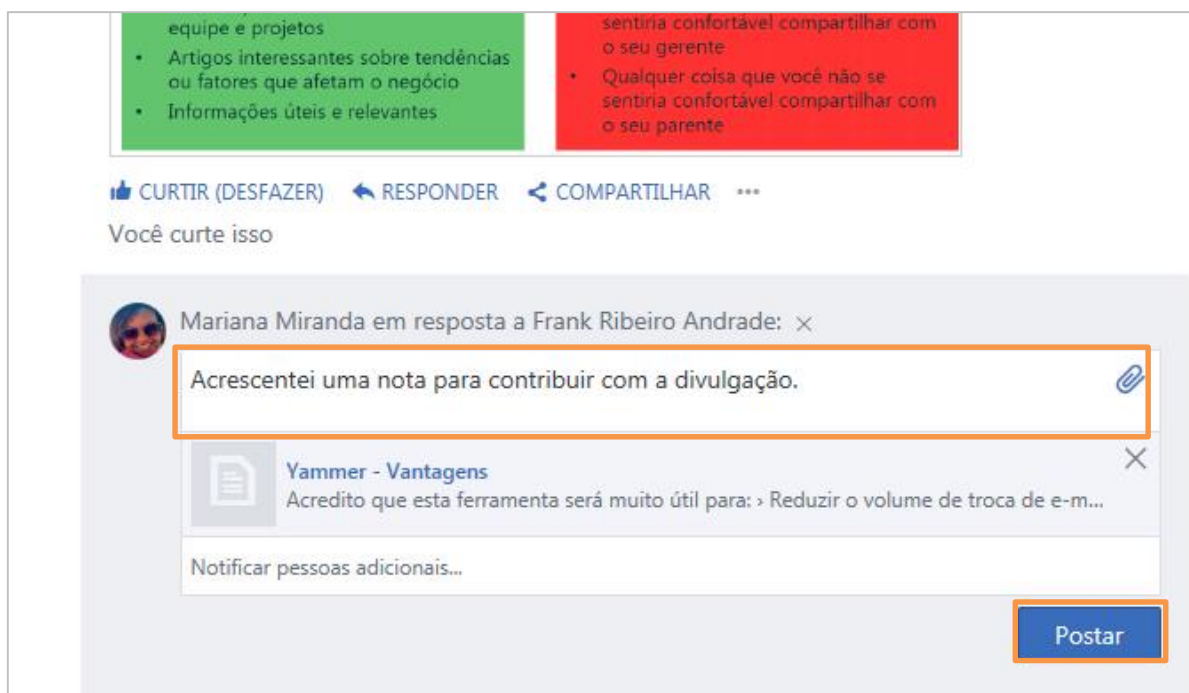 equipe e projetos
• Artigos interessantes sobre tendências
ou fatores que afetam o negócio
• Informações úteis e relevantes
sentiria confortável compartilhar com
o seu gerente
• Qualquer coisa que você não se
sentiria confortável compartilhar com
o seu parente
CURTIR (DESFAZER) RESPONDER COMPARTILHAR •••
Você curte isso
Mariana Miranda em resposta a Frank Ribeiro Andrade: ×
Acrescentei uma nota para contribuir com a divulgação.
Yammer - Vantagens
Acredito que esta ferramenta será muito útil para: › Reduzir o volume de troca de e-m...
Notificar pessoas adicionais...
Postar